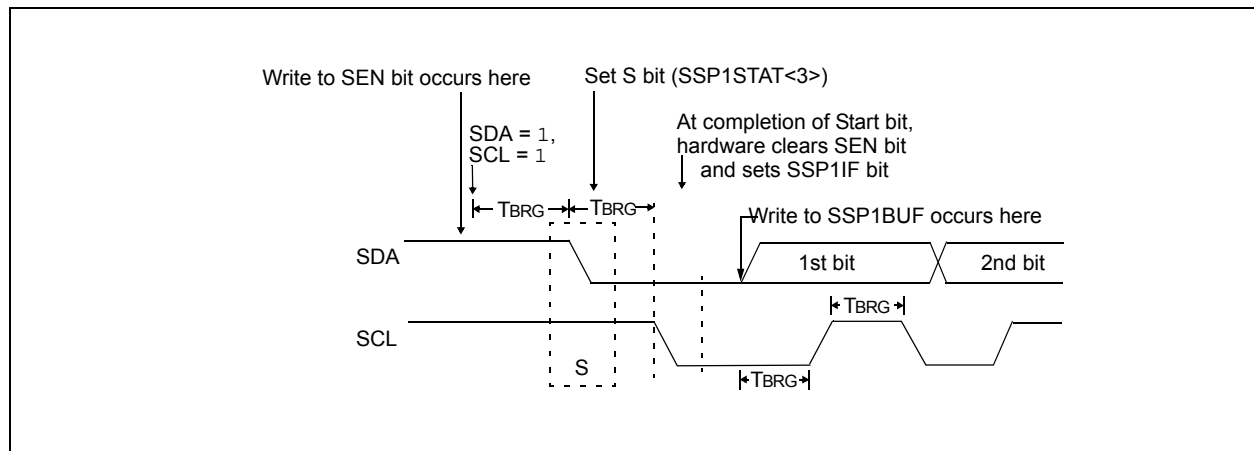 Write to SEN bit occurs here
Set S bit (SSP1STAT<3>)
SDA = 1,
SCL = 1
At completion of Start bit,
hardware clears SEN bit
and sets SSP1IF bit
TBRG
TBRG
Write to SSP1BUF occurs here
SDA
1st bit
2nd bit
TBRG
SCL
S
TBRG